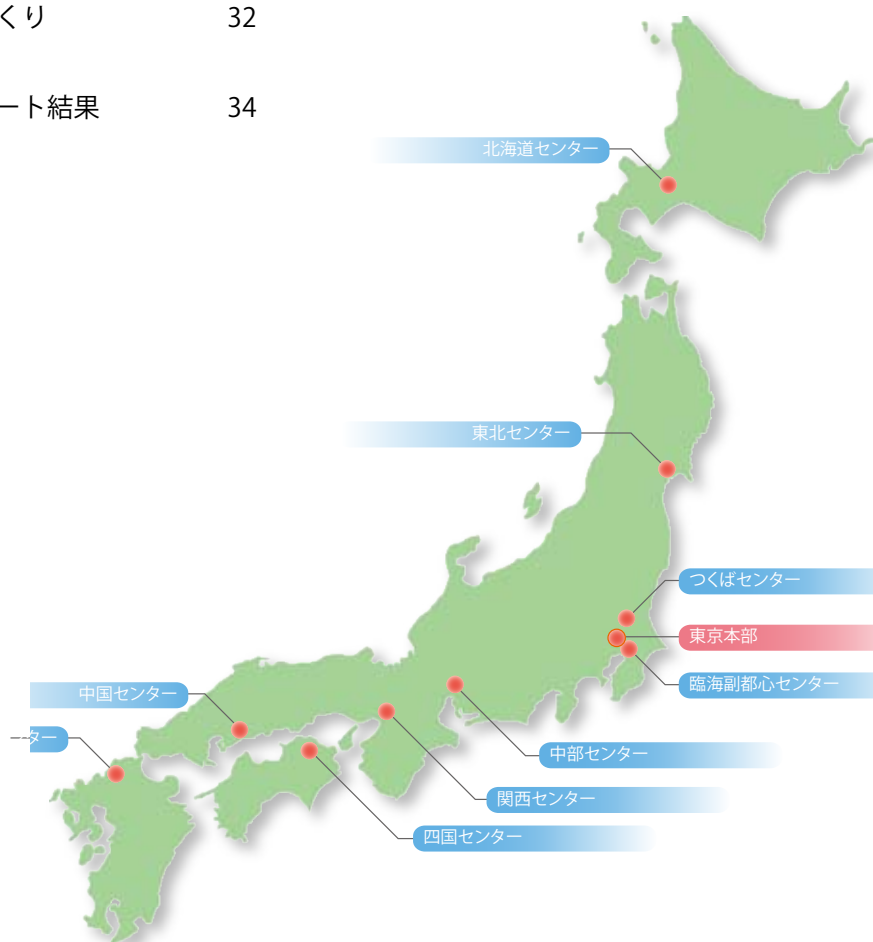 くり 32
ート結果 34
北海道センター
東北センター
つくばセンター
東京本部
臨海副都心センター
中国センター
ター
中部センター
関西センター
四国センター